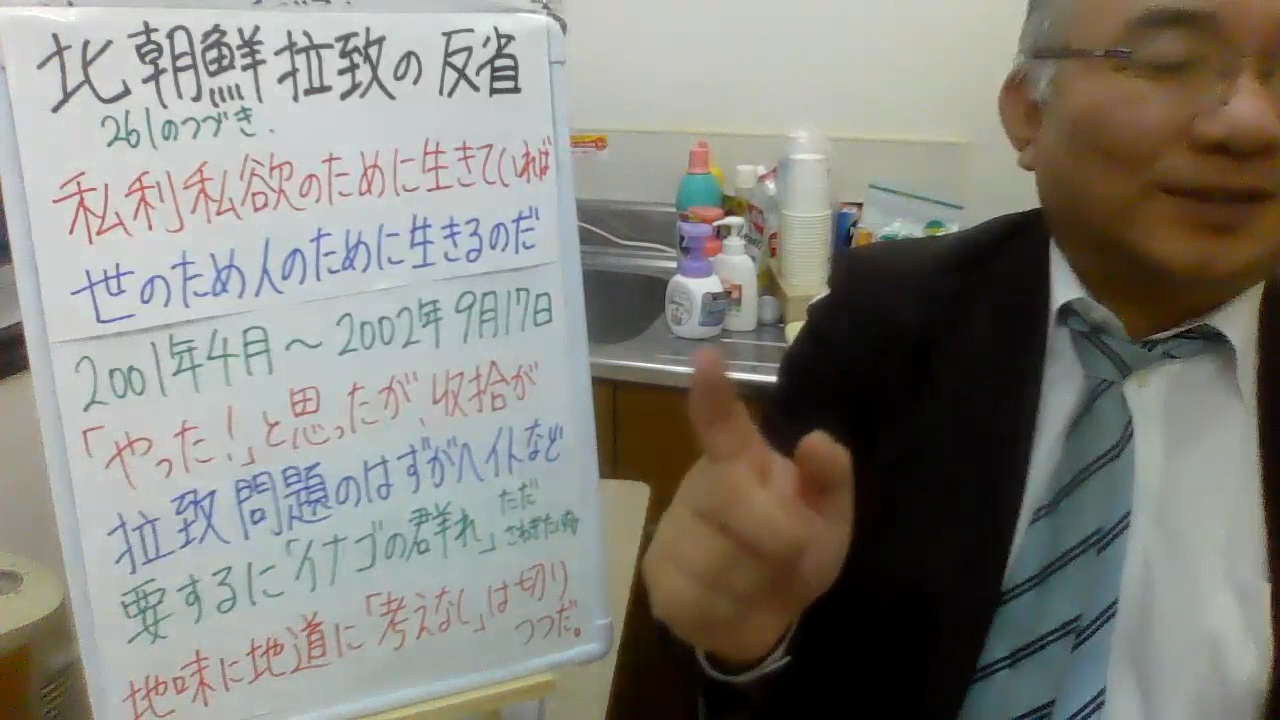 北朝鮮拉致の反省
261のつづき.
私利私欲のために生きていれば
世のため人のために生きるのだ
2001年4月〜2002年9月17日
「やった!」と思ったが、収拾が
拉致問題のはずがヘイトなど
要するに「イナゴの群れ」ただ
地味に地道に「考えなし」は切り
つつだ。